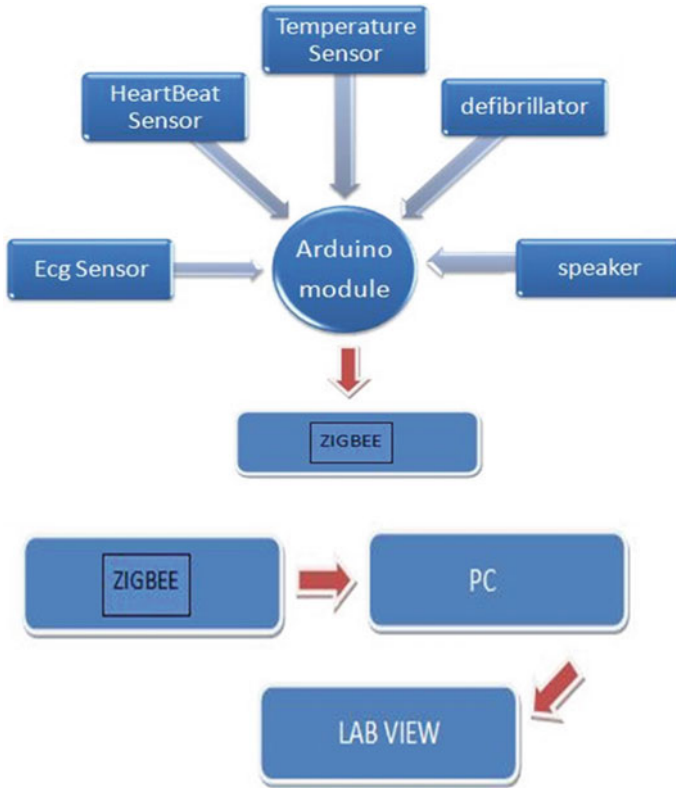 Temperature
Sensor
HeartBeat
Sensor
defibrillator
Ecg Sensor
Arduino
module
speaker
ZIGBEE
ZIGBEE
PC
LAB VIEW